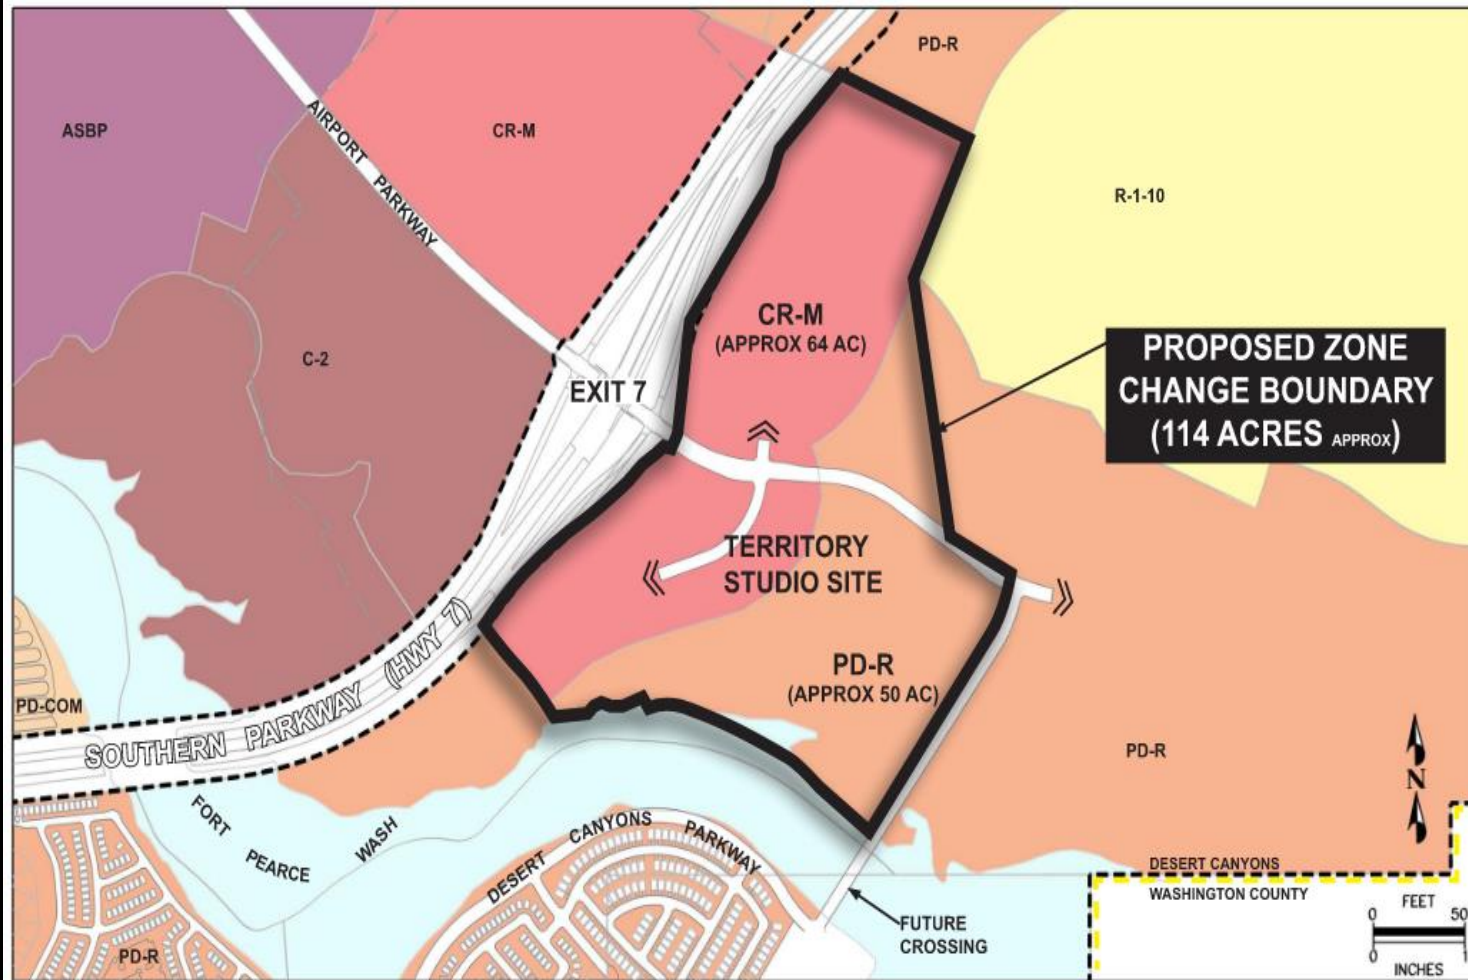 PD-R
ASBP
AIRPORT PARKWAY
CR-M
R-1-10
CR-M
(APPROX 64 AC)
C-2
EXIT 7
PROPOSED ZONE
CHANGE BOUNDARY
(114 ACRES APPROX)
TERRITORY
STUDIO SITE
PD-R
(APPROX 50 AC)
PD-COM
SOUTHERN PARKWAY (HWY 7)
PD-R
N
FORT PEARCE WASH
DESERT CANYONS PARKWAY
DESERT CANYONS
WASHINGTON COUNTY
FUTURE
CROSSING
PD-R
FEET
0 50
0 1
INCHES